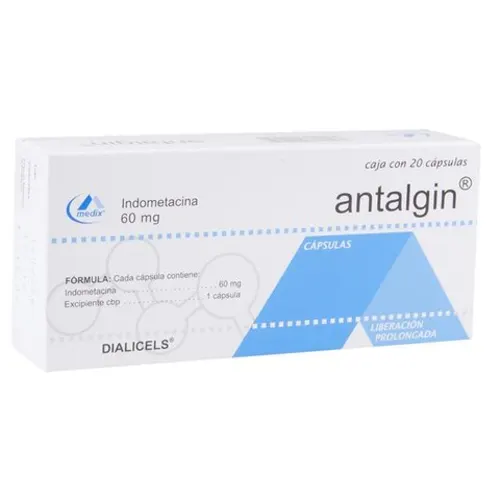 caja con 20 cápsulas
antalgin®
medix®
Indometacina
60 mg
CÁPSULAS
FÓRMULA: Cada cápsula contiene:
Indometacina . . . . . . . . . . . . . . . . 60 mg
Excipiente cbp . . . . . . . . . . . . 1 cápsula
DIALICELS®
LIBERACIÓN
PROLONGADA